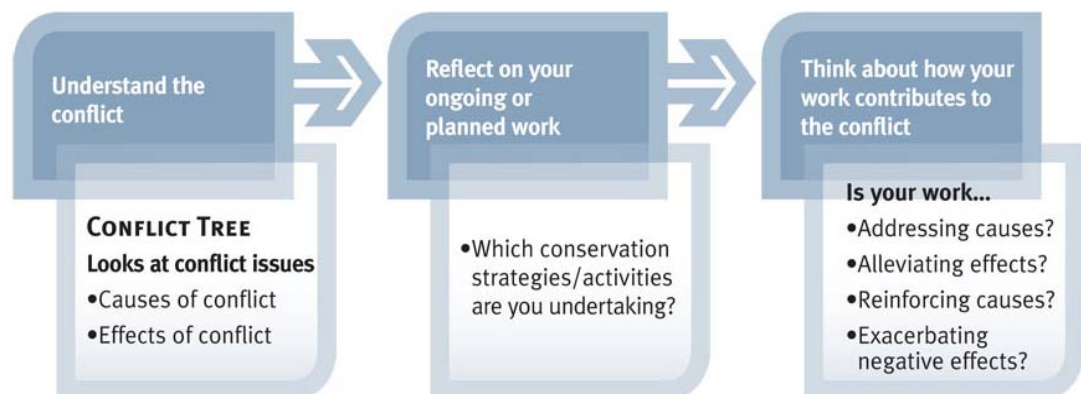 Understand the
conflict
CONFLICT TREE
Looks at conflict issues
•Causes of conflict
•Effects of conflict
Reflect on your
ongoing or
planned work
•Which conservation
strategies/activities
are you undertaking?
Think about how your
work contributes to
the conflict
Is your work...
•Addressing causes?
•Alleviating effects?
•Reinforcing causes?
•Exacerbating
negative effects?